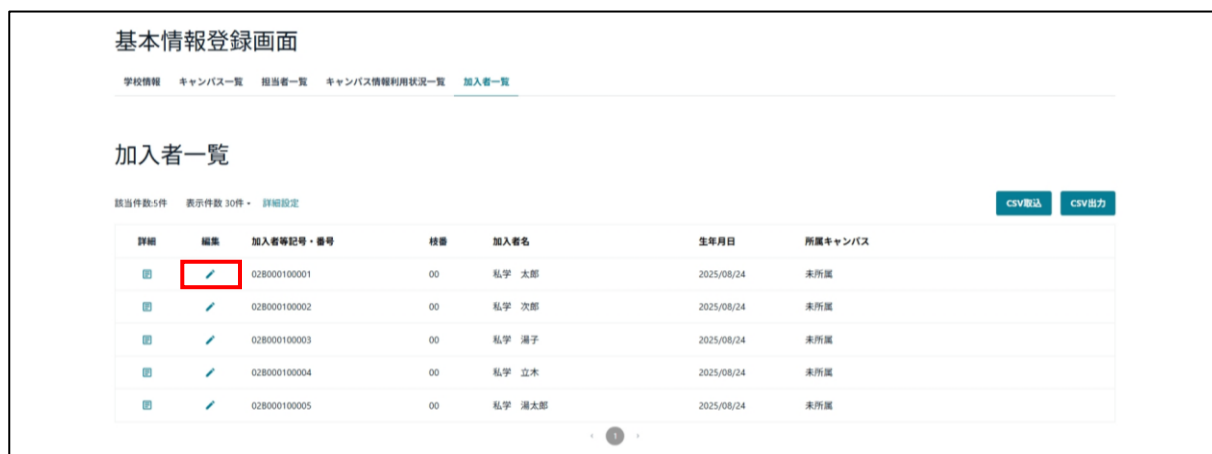 基本情報登録画面
学校情報 キャンパス一覧 担当者一覧 キャンパス情報利用状況一覧 加入者一覧
加入者一覧
該当件数:5件 表示件数 30件 詳細設定 CSV取込 CSV出力
詳細 編集 加入者等記号・番号 枝番 加入者名 生年月日 所属キャンパス
02B000100001 00 私学 太郎 2025/08/24 未所属
02B000100002 00 私学 次郎 2025/08/24 未所属
02B000100003 00 私学 湯子 2025/08/24 未所属
02B000100004 00 私学 立木 2025/08/24 未所属
02B000100005 00 私学 湯太郎 2025/08/24 未所属
‹ 1 ›